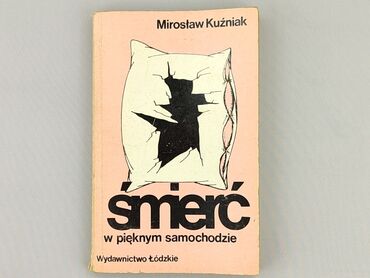 Mirosław Kuźniak
śmierć
w pięknym samochodzie
Wydawnictwo Łódzkie